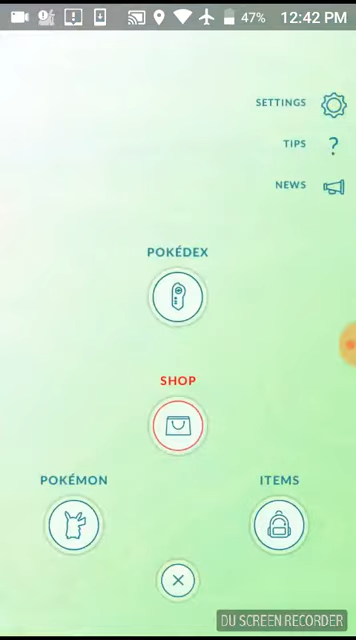 47% 12:42 PM
SETTINGS
TIPS ?
NEWS
POKÉDEX
SHOP
POKÉMON
ITEMS
DU SCREEN RECORDER